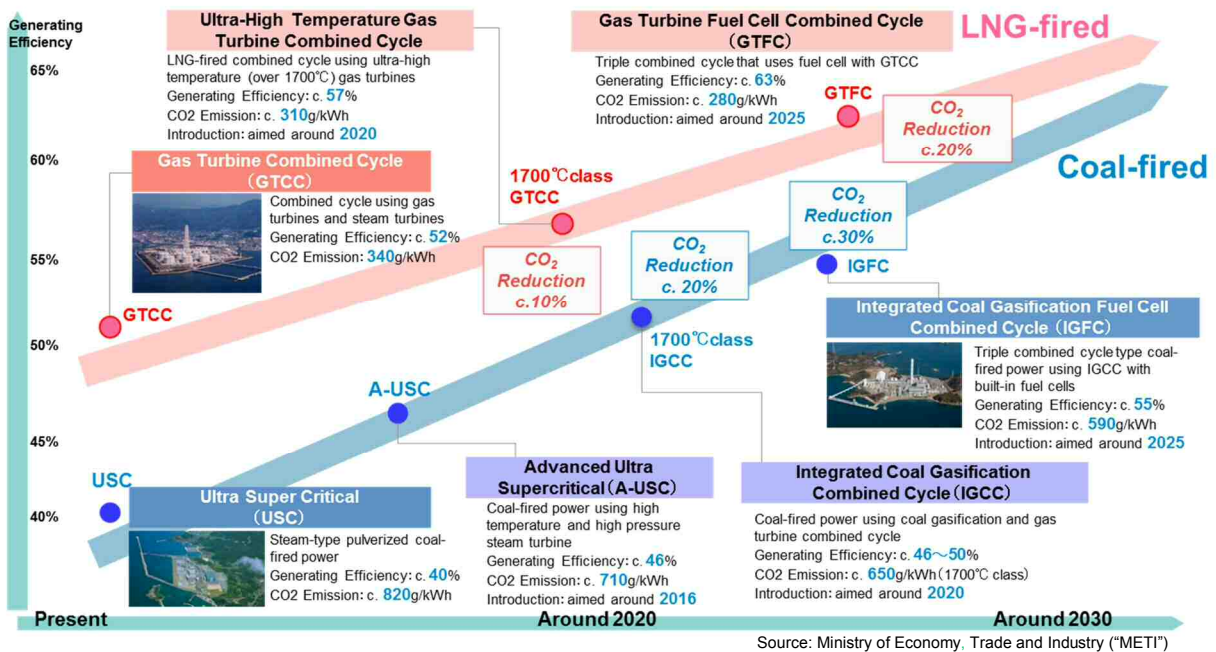 Generating
Efficiency
65%
60%
55%
50%
45%
40%
Ultra-High Temperature Gas
Turbine Combined Cycle
LNG-fired combined cycle using ultra-high
temperature (over 1700℃) gas turbines
Generating Efficiency: c. 57%
CO2 Emission: c. 310g/kWh
Introduction: aimed around 2020
Gas Turbine Fuel Cell Combined Cycle
(GTFC)
Triple combined cycle that uses fuel cell with GTCC
Generating Efficiency: c. 63%
CO2 Emission: c. 280g/kWh
Introduction: aimed around 2025
LNG-fired
Coal-fired
Gas Turbine Combined Cycle
(GTCC)
Combined cycle using gas
turbines and steam turbines
Generating Efficiency: c. 52%
CO2 Emission: 340g/kWh
GTCC
1700℃class
GTCC
GTFC
CO2
Reduction
c.10%
CO2
Reduction
c.20%
CO2
Reduction
c. 20%
CO2
Reduction
c.30%
USC
A-USC
1700℃class
IGCC
IGFC
Integrated Coal Gasification Fuel Cell
Combined Cycle (IGFC)
Triple combined cycle type coal-
fired power using IGCC with
built-in fuel cells
Generating Efficiency: c. 55%
CO2 Emission: c. 590g/kWh
Introduction: aimed around 2025
Ultra Super Critical
(USC)
Steam-type pulverized coal-
fired power
Generating Efficiency: c. 40%
CO2 Emission: c. 820g/kWh
Advanced Ultra
Supercritical(A-USC)
Coal-fired power using high
temperature and high pressure
steam turbine
Generating Efficiency: c. 46%
CO2 Emission: c. 710g/kWh
Introduction: aimed around 2016
Integrated Coal Gasification
Combined Cycle(IGCC)
Coal-fired power using coal gasification and gas
turbine combined cycle
Generating Efficiency: c. 46～50%
CO2 Emission: c. 650g/kWh(1700℃ class)
Introduction: aimed around 2020
Present
Around 2020
Around 2030
Source: Ministry of Economy, Trade and Industry (“METI”)